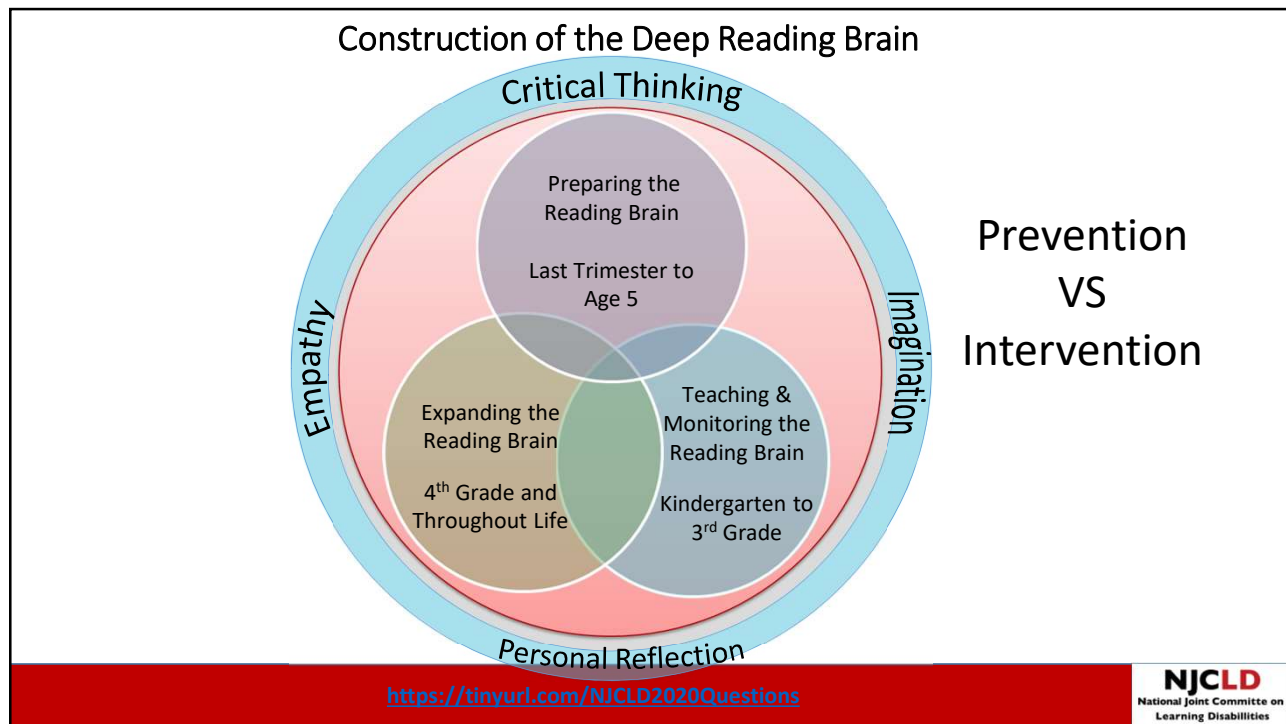 Construction of the Deep Reading Brain
Critical Thinking
Preparing the
Reading Brain
Last Trimester to
Age 5
Empathy
Imagination
Prevention
VS
Intervention
Expanding the
Reading Brain
4th Grade and
Throughout Life
Teaching &
Monitoring the
Reading Brain
Kindergarten to
3rd Grade
Personal Reflection
https://tinyurl.com/NJCLD2020Questions
NJCLD
National Joint Committe on
Learning Disabillities